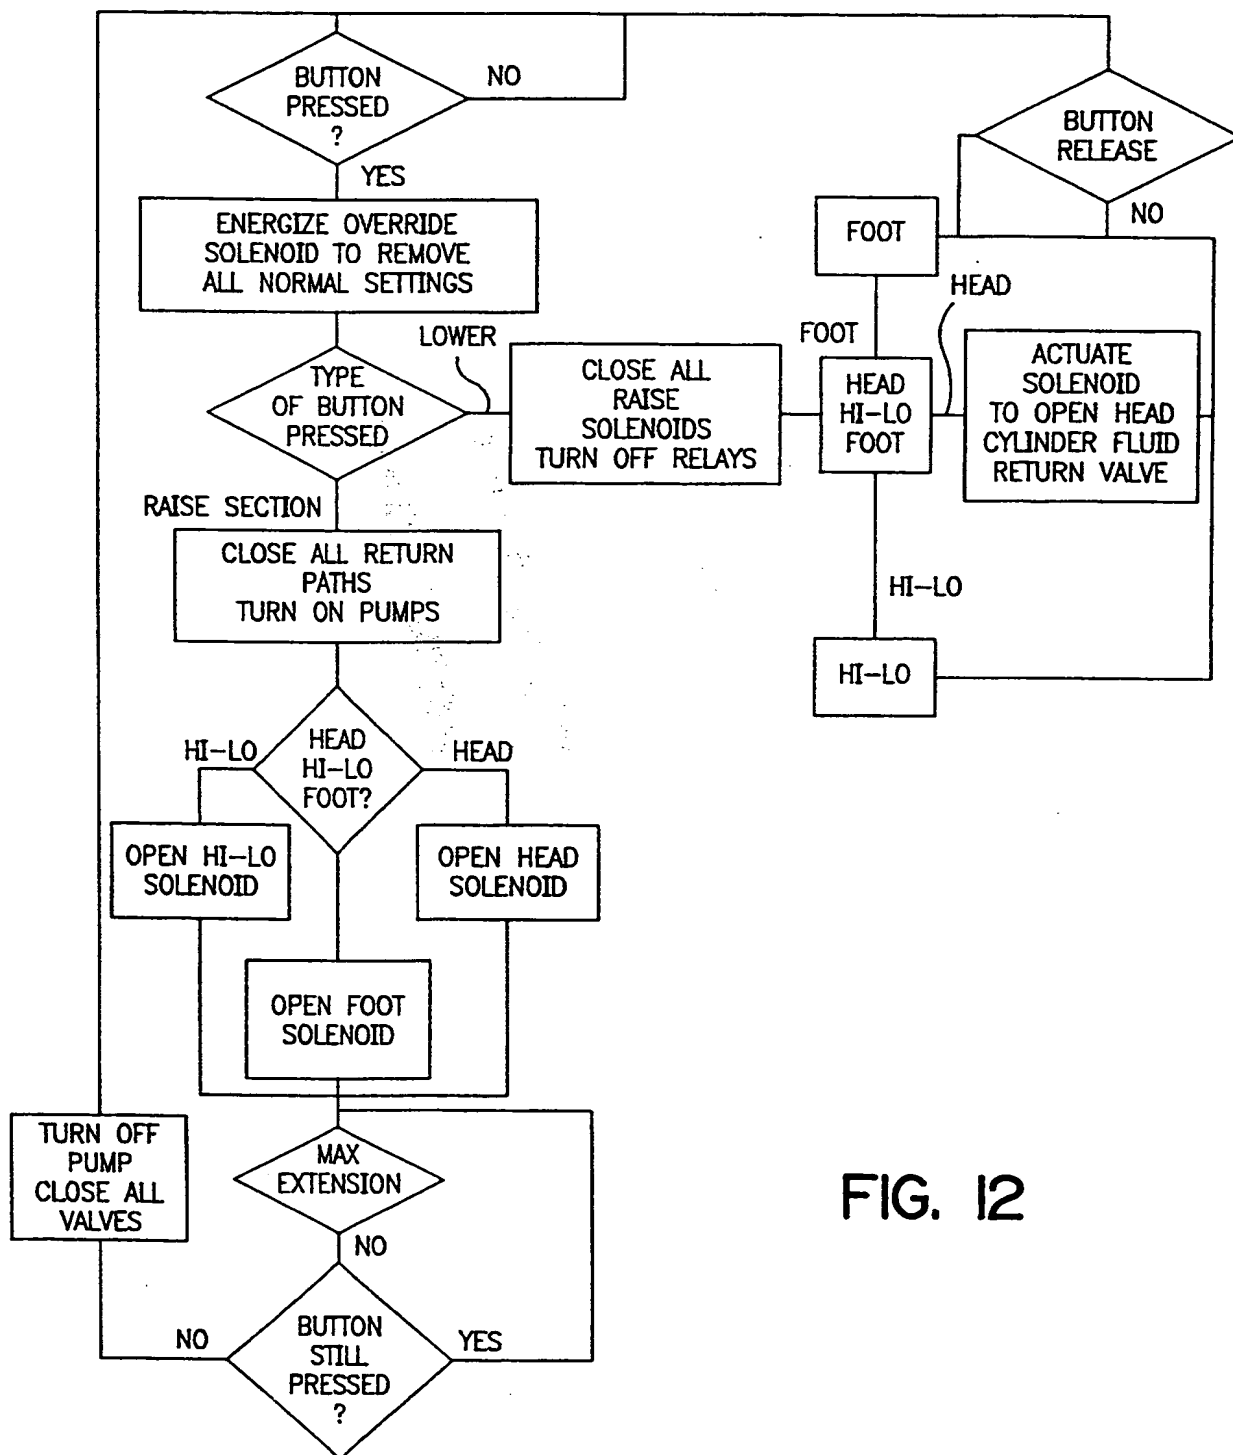 BUTTON
PRESSED
?
NO
YES
BUTTON
RELEASE
NO
ENERGIZE OVERRIDE
SOLENOID TO REMOVE
ALL NORMAL SETTINGS
FOOT
HEAD
FOOT
LOWER
TYPE
OF BUTTON
PRESSED
CLOSE ALL
RAISE
SOLENOIDS
TURN OFF RELAYS
HEAD
HI-LO
FOOT
ACTUATE
SOLENOID
TO OPEN HEAD
CYLINDER FLUID
RETURN VALVE
RAISE SECTION
CLOSE ALL RETURN
PATHS
TURN ON PUMPS
HI-LO
HI-LO
HI-LO
HEAD
HI-LO
FOOT?
HEAD
OPEN HI-LO
SOLENOID
OPEN HEAD
SOLENOID
OPEN FOOT
SOLENOID
TURN OFF
PUMP
CLOSE ALL
VALVES
MAX
EXTENSION
NO
NO
BUTTON
STILL
PRESSED
?
YES
FIG. 12